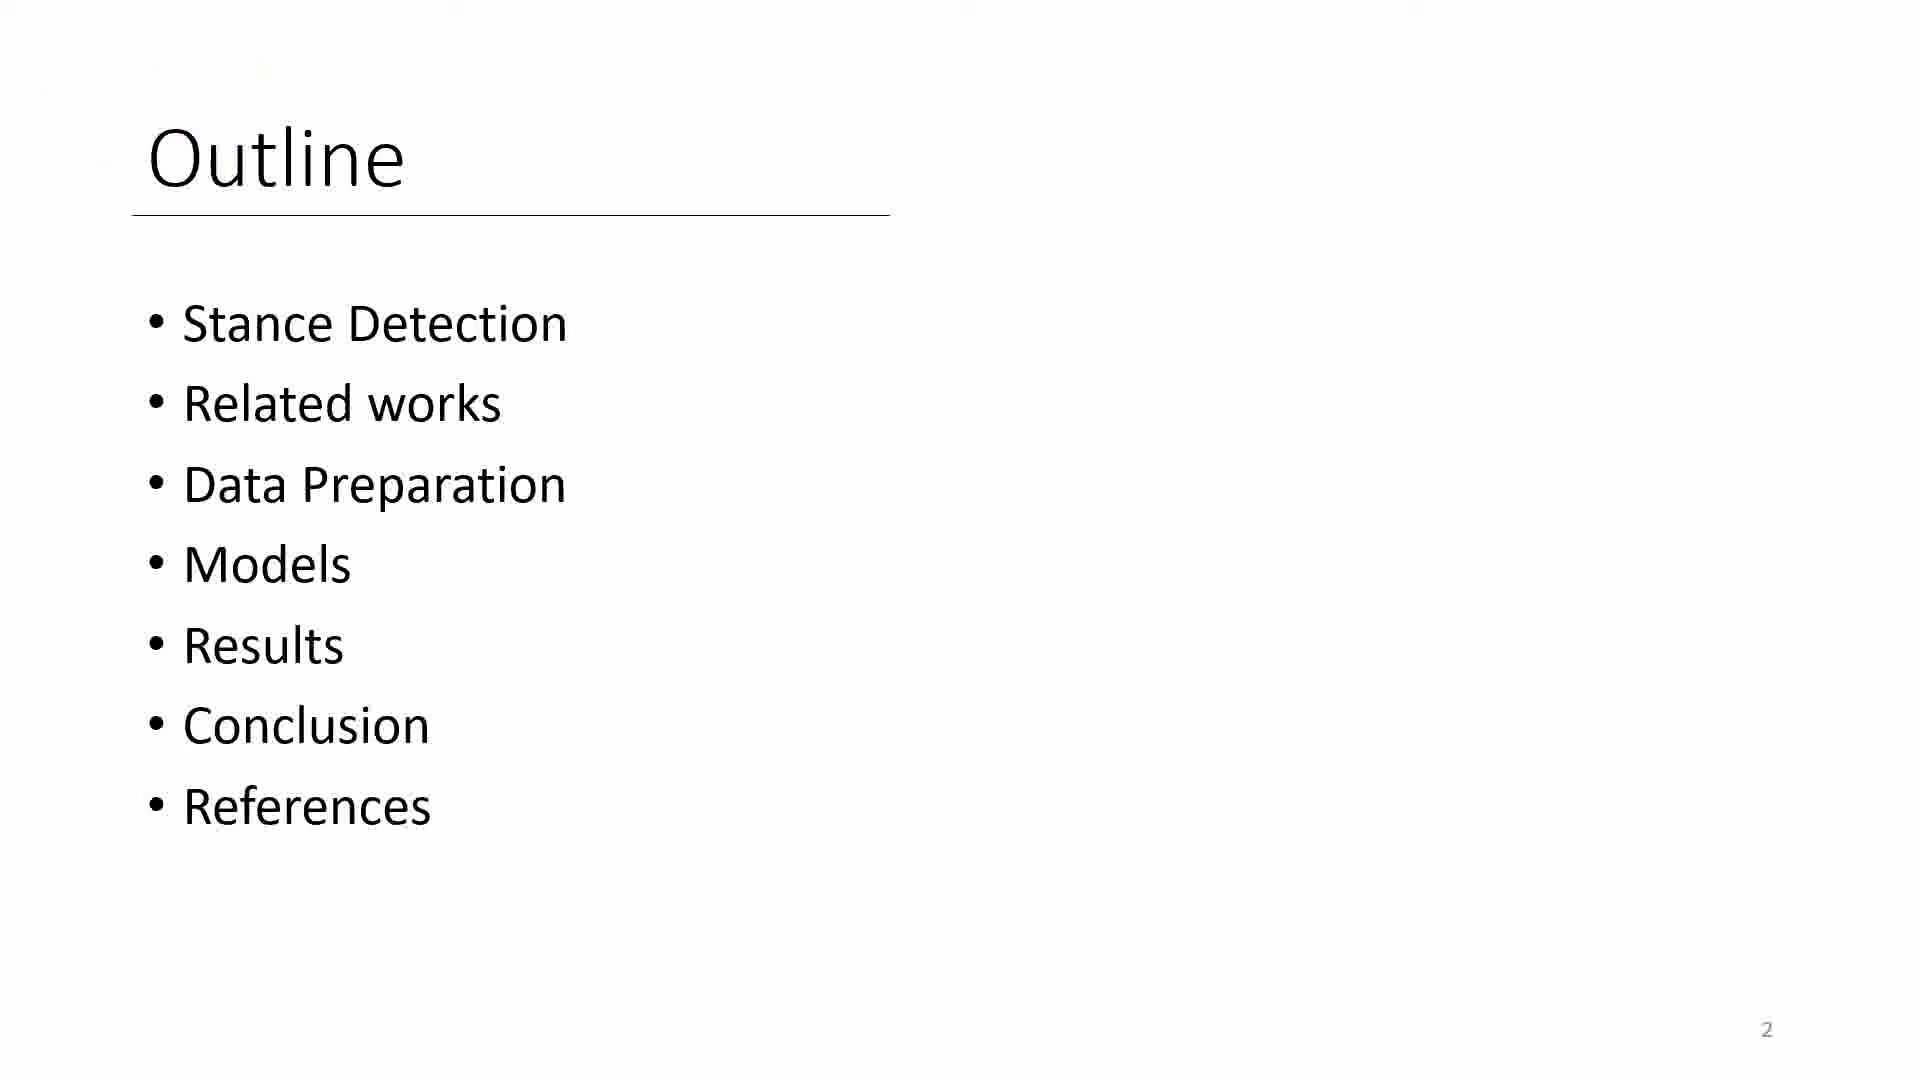 Outline
• Stance Detection
• Related works
• Data Preparation
• Models
• Results
• Conclusion
• References
2